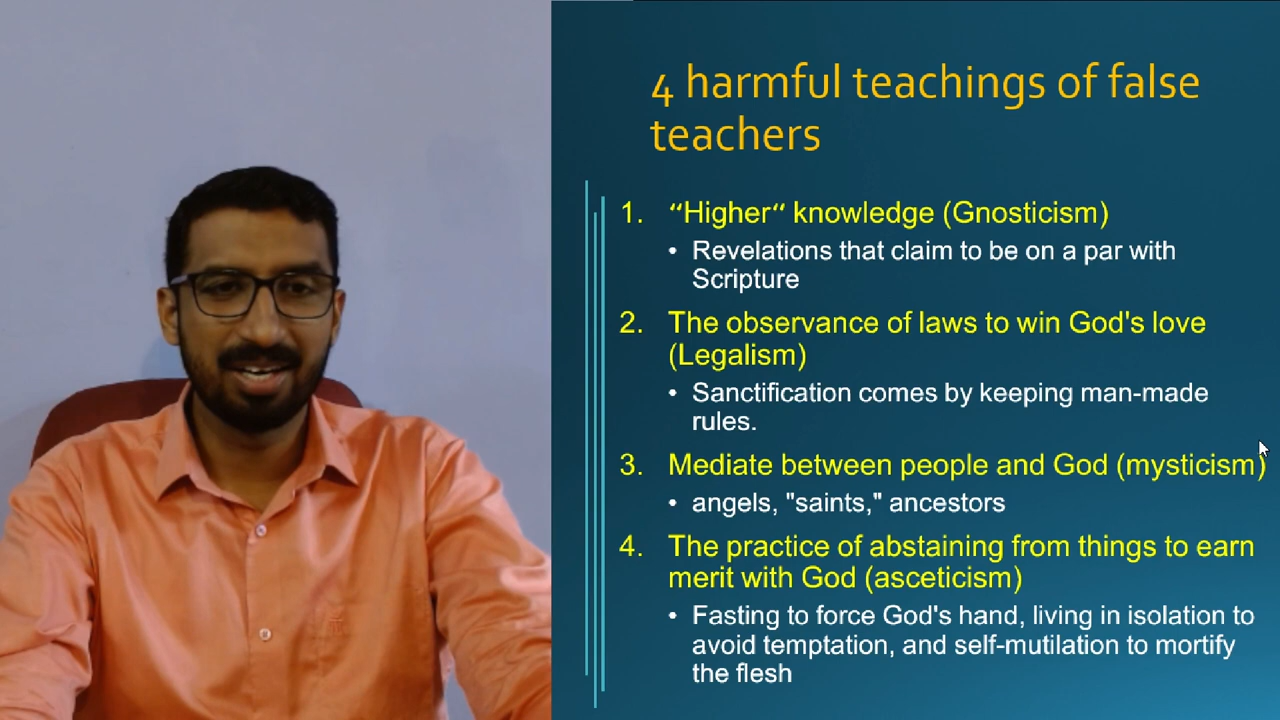 4 harmful teachings of false
teachers
1. “Higher“ knowledge (Gnosticism)
• Revelations that claim to be on a par with
Scripture
2. The observance of laws to win God's love
(Legalism)
• Sanctification comes by keeping man-made
rules.
3. Mediate between people and God (mysticism)
• angels, "saints," ancestors
4. The practice of abstaining from things to earn
merit with God (asceticism)
• Fasting to force God's hand, living in isolation to
avoid temptation, and self-mutilation to mortify
the flesh